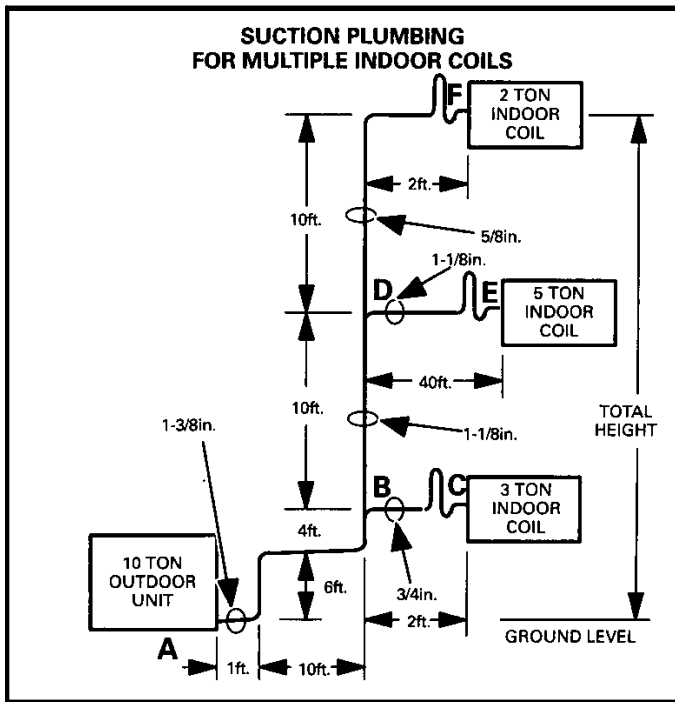 SUCTION PLUMBING
FOR MULTIPLE INDOOR COILS
F
2 TON
INDOOR
COIL
2ft.
10ft.
5/8in.
1-1/8in.
D
E
5 TON
INDOOR
COIL
40ft.
10ft.
1-3/8in.
1-1/8in.
TOTAL
HEIGHT
B
C
3 TON
INDOOR
COIL
4ft.
10 TON
OUTDOOR
UNIT
6ft.
3/4in.
2ft.
GROUND LEVEL
A
1ft.
10ft.